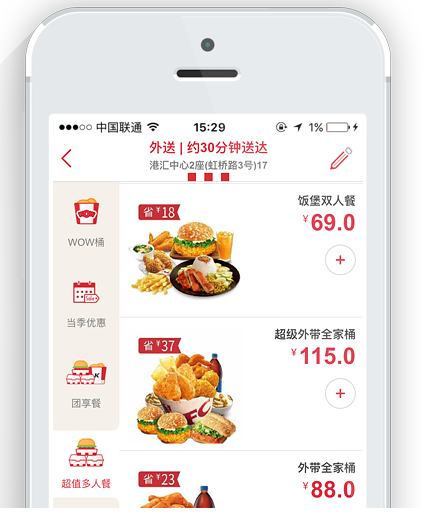 中国联通 15:29 1%
外送 | 约30分钟送达
港汇中心2座(虹桥路3号)17
WOW桶
当季优惠
Sale
团享餐
K
超值多人餐
省¥18
饭堡双人餐
¥69.0
+
省¥37
超级外带全家桶
¥115.0
FC
+
省¥23
外带全家桶
¥88.0